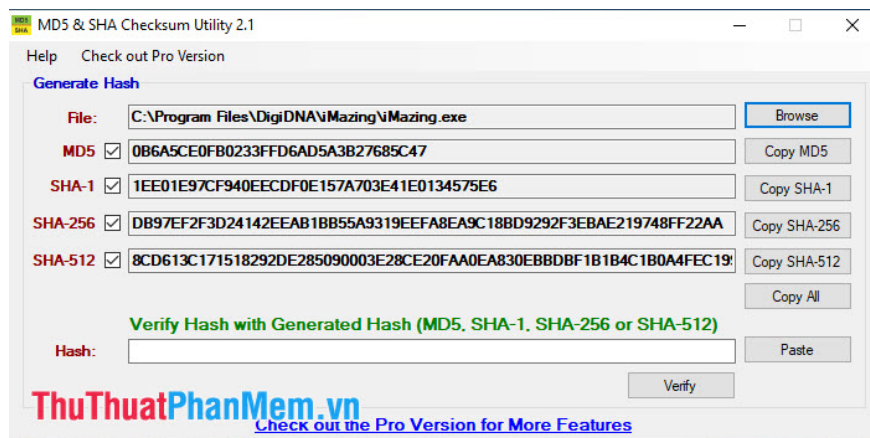 MD5 & SHA Checksum Utility 2.1
Help Check out Pro Version
Generate Hash
File: C:\Program Files\DigiDNA\iMazing\iMazing.exe Browse
MD5 0B6A5CE0FB0233FFD6AD5A3B27685C47 Copy MD5
SHA-1 1EE01E97CF940EECDF0E157A703E41E0134575E6 Copy SHA-1
SHA-256 DB97EF2F3D24142EEAB1BB55A9319EEFA8EA9C18BD9292F3EBAE219748FF22AA Copy SHA-256
SHA-512 8CD613C171518292DE285090003E28CE20FAA0EA830EBBDBF1B1B4C1B0A4FEC19 Copy SHA-512
Copy All
Verify Hash with Generated Hash (MD5, SHA-1, SHA-256 or SHA-512)
Hash: Paste
Verify
ThuThuatPhanMem.vn
Check out the Pro Version for More Features